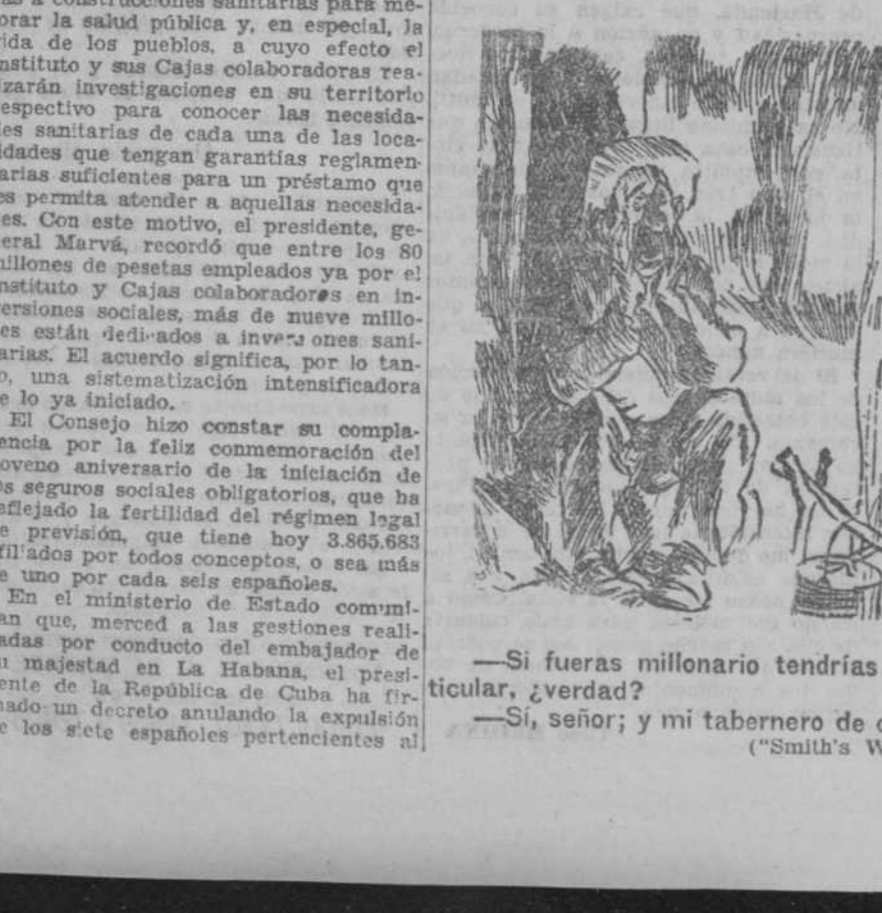 construcciones sanitarias para me-
orar la salud pública y, en especial, la
ida de los pueblos, a cuyo efecto el
nstituto y sus Cajas colaboradoras rea-
izarán investigaciones en su territorio
espectivo para conocer las necesida-
es sanitarias de cada una de las loca-
idades que tengan garantías reglamen-
arias suficientes para un préstamo que
es permita atender a aquellas necesida-
es. Con este motivo, el presidente, ge-
eral Marvá, recordó que entre los 80
millones de pesetas empleados ya por el
nstituto y Cajas colaboradores en in-
ersiones sociales, más de nueve millo-
es están dedicados a invers ones sani-
arias. El acuerdo significa, por lo tan-
o, una sistematización intensificadora
e lo ya iniciado.
El Consejo hizo constar su compla-
encia por la feliz conmemoración del
oveno aniversario de la iniciación de
os seguros sociales obligatorios, que ha
eflejado la fertilidad del régimen legal
e previsión, que tiene hoy 3.865.683
filiados por todos conceptos, o sea más
e uno por cada seis españoles.
En el ministerio de Estado comuni-
an que, merced a las gestiones reali-
adas por conducto del embajador de
u majestad en La Habana, el presi-
ente de la República de Cuba ha fir-
mado un decreto anulando la expulsión
e los siete españoles pertencientes al
—Si fueras millonario tendrías
ticular, ¿verdad?
—Sí, señor; y mi tabernero de
("Smith's W